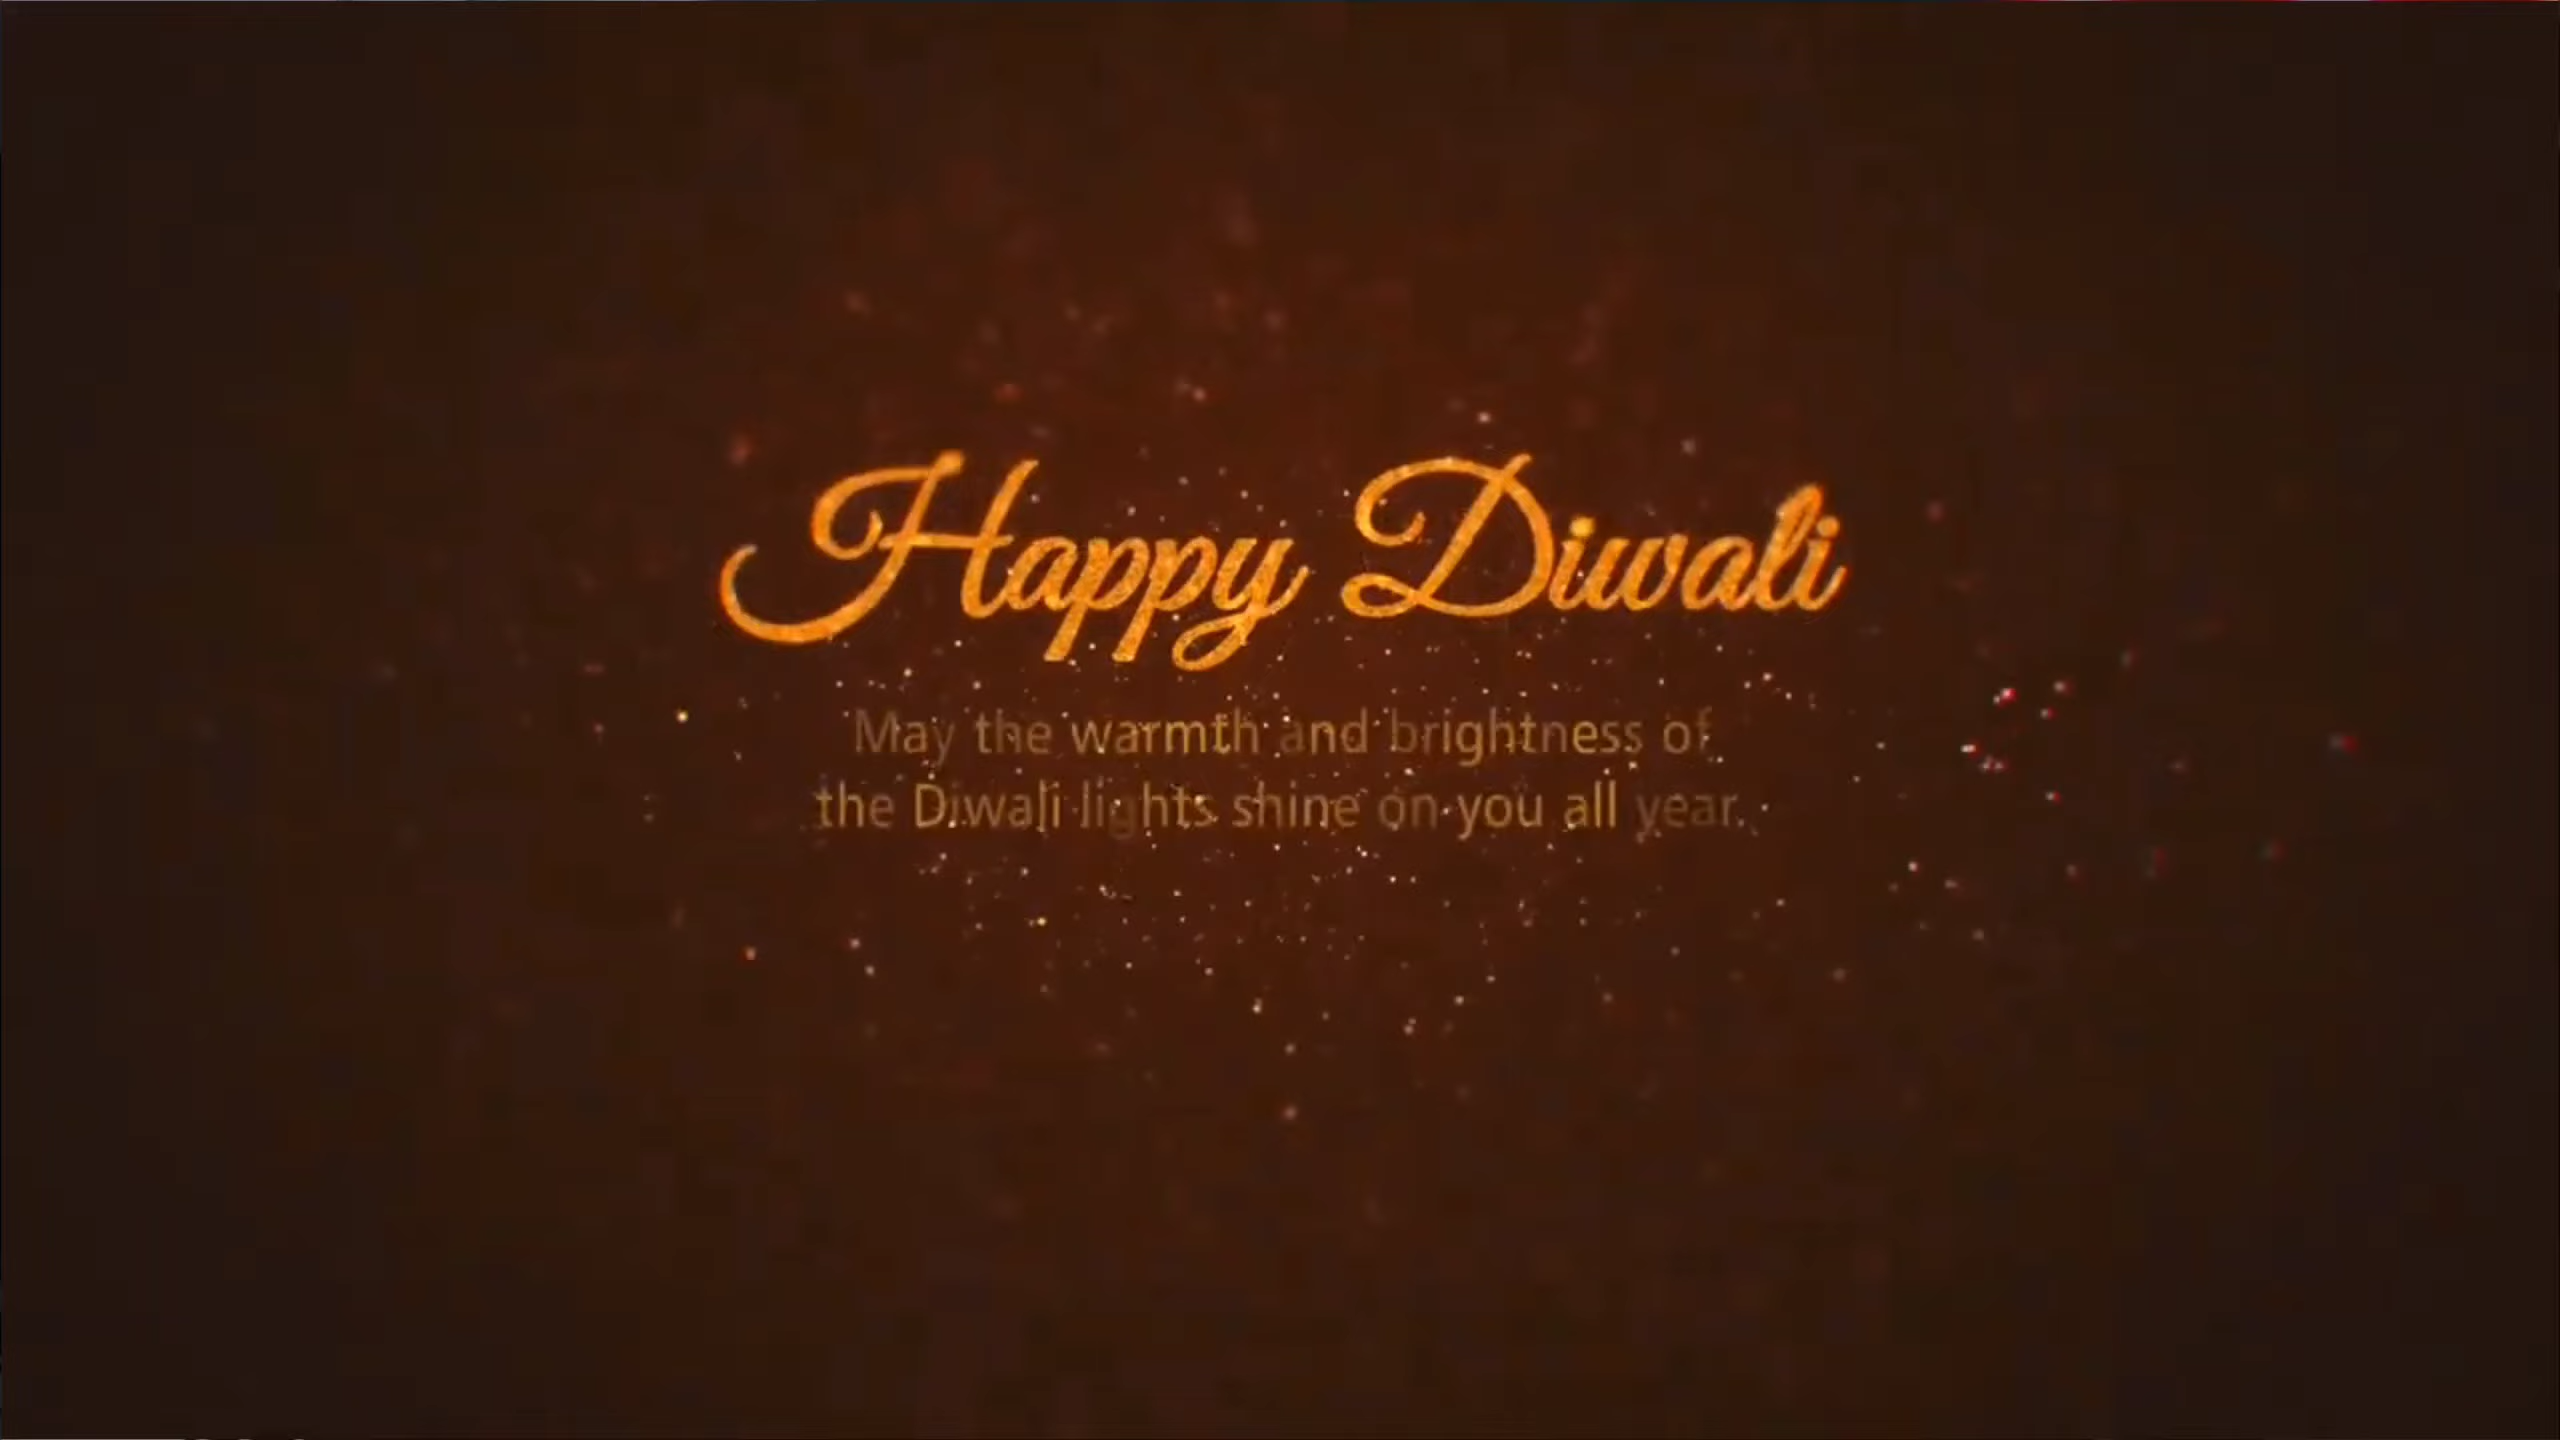 Happy Diwali
May the warmth and brightness of
the Diwali lights shine on you all year.